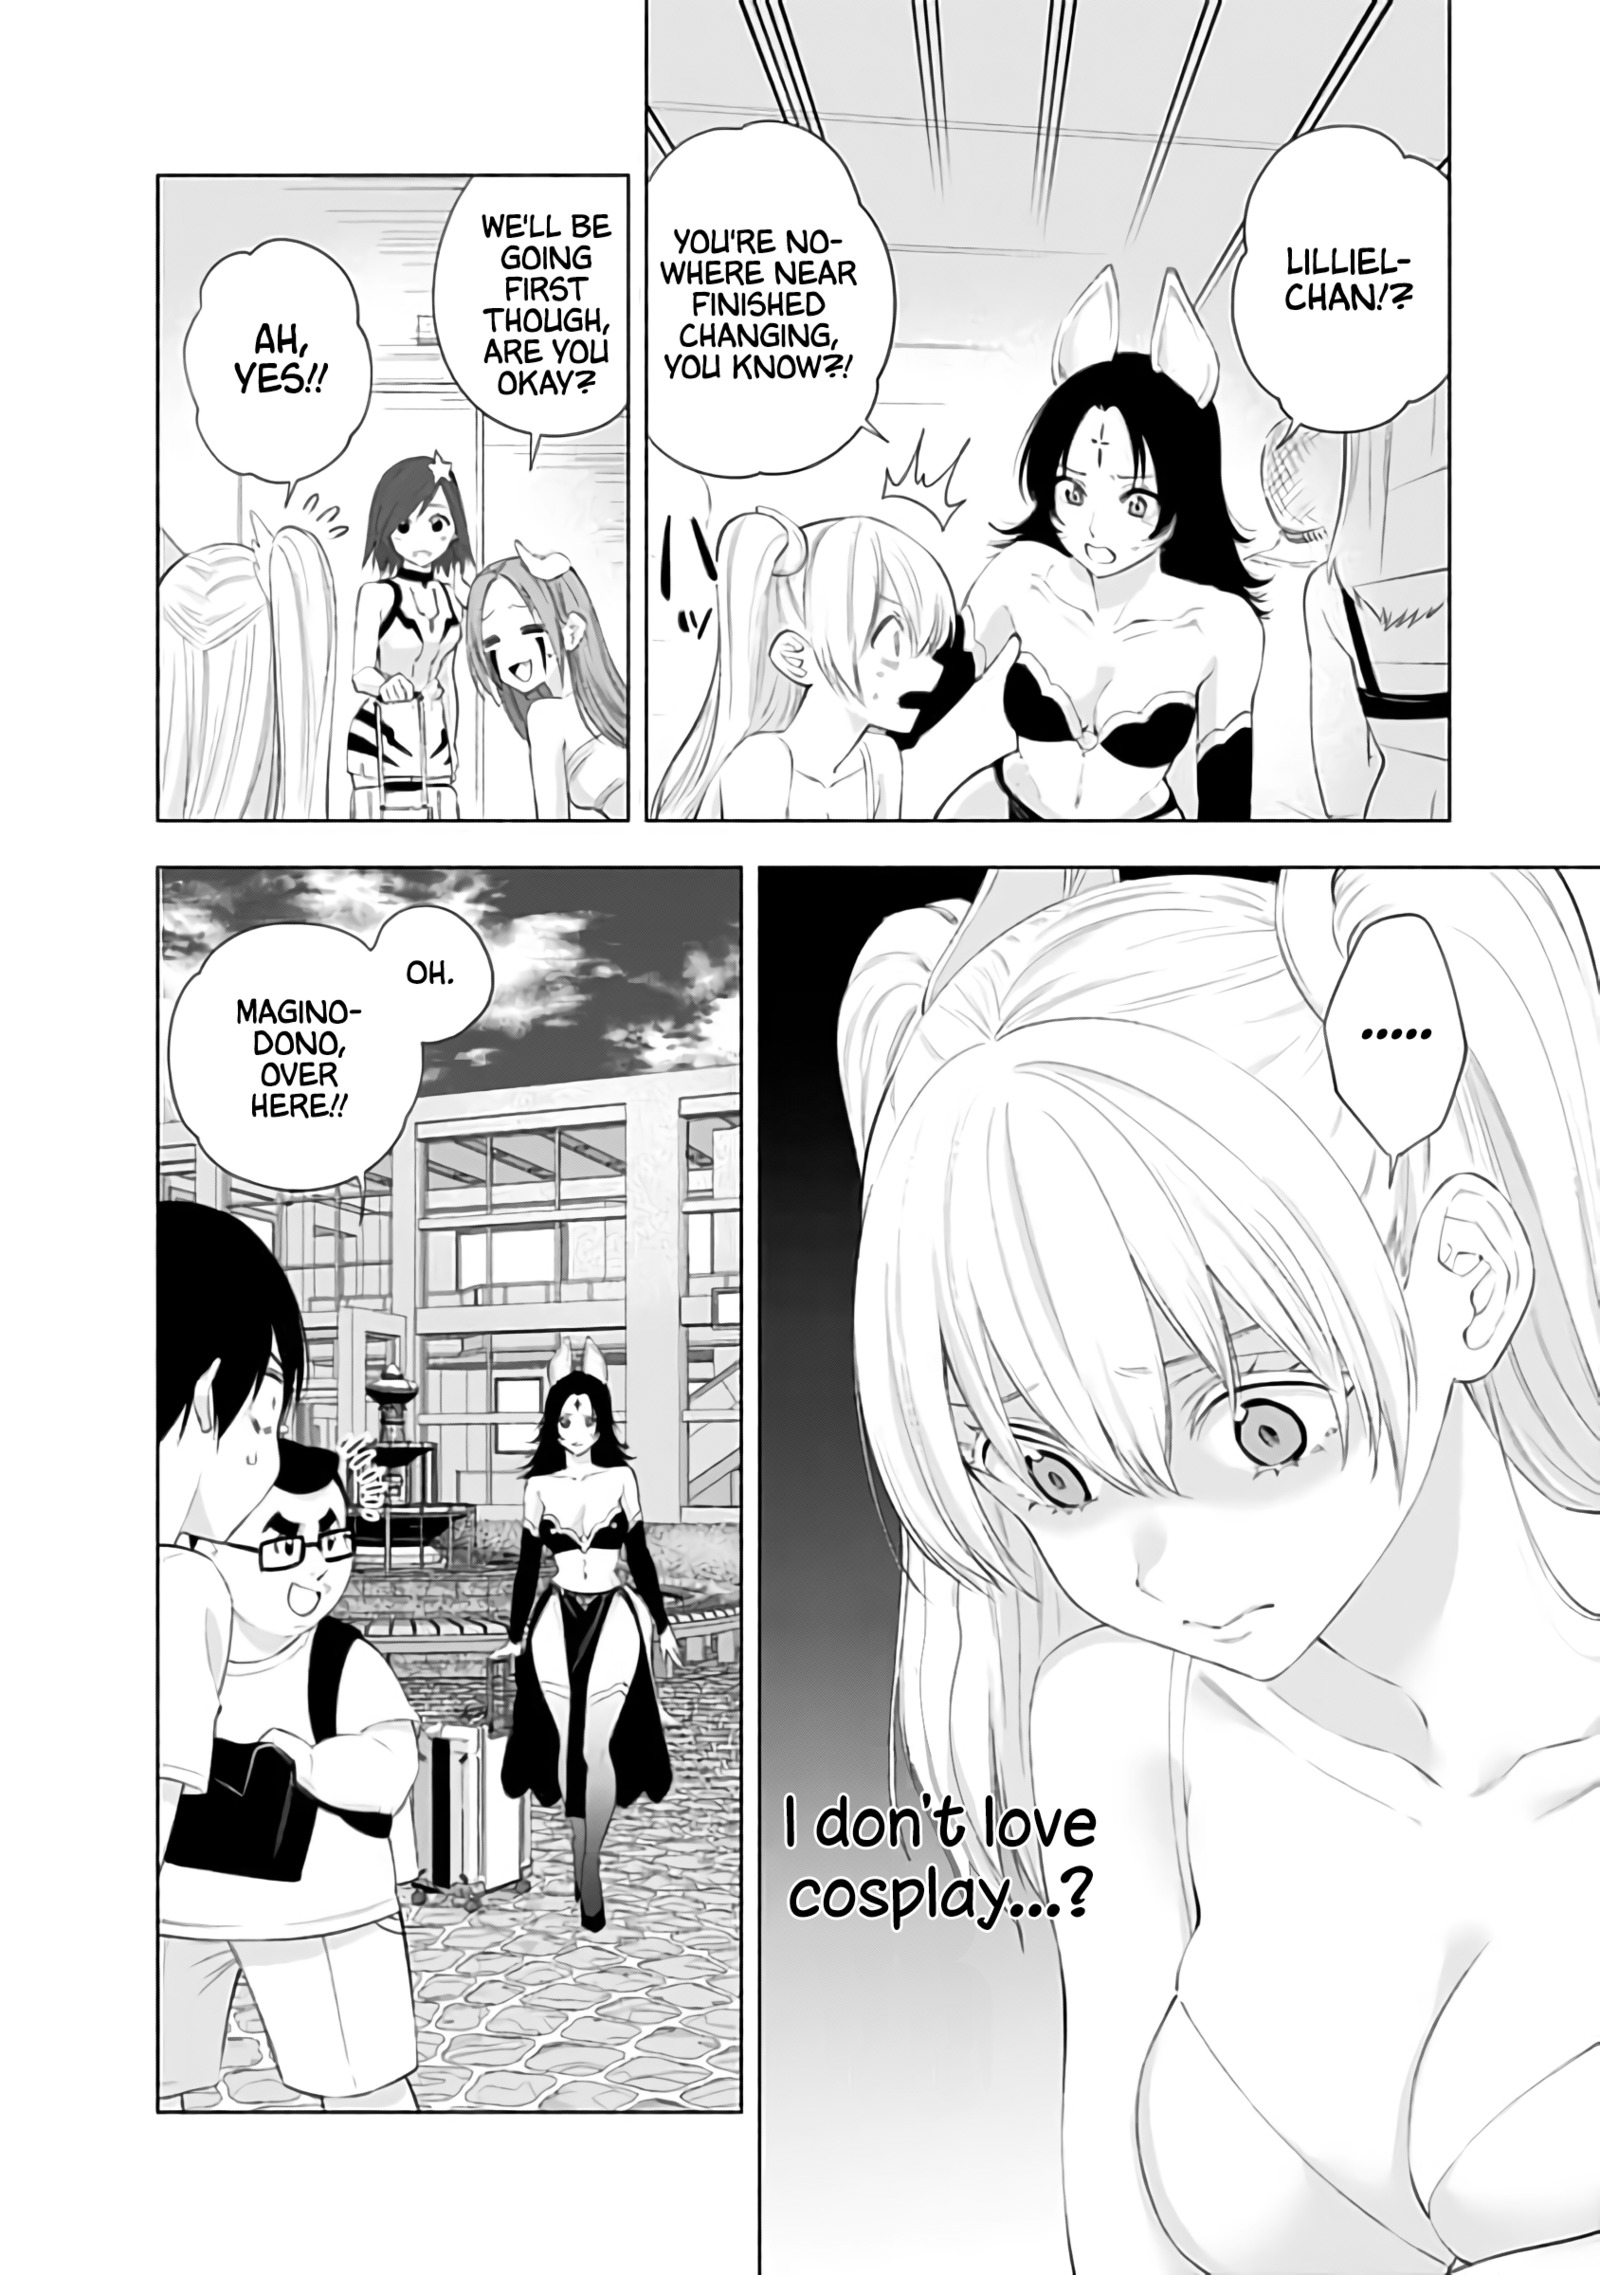 LILLIEL-
CHAN!?
YOU'RE NO-
WHERE NEAR
FINISHED
CHANGING,
YOU KNOW?!
ッ
WE'LL BE
GOING
FIRST
THOUGH,
ARE YOU
OKAY?
AH,
YES!!
.....
I don't love
cosplay...?
OH.
MAGINO-
DONO,
OVER
HERE!!